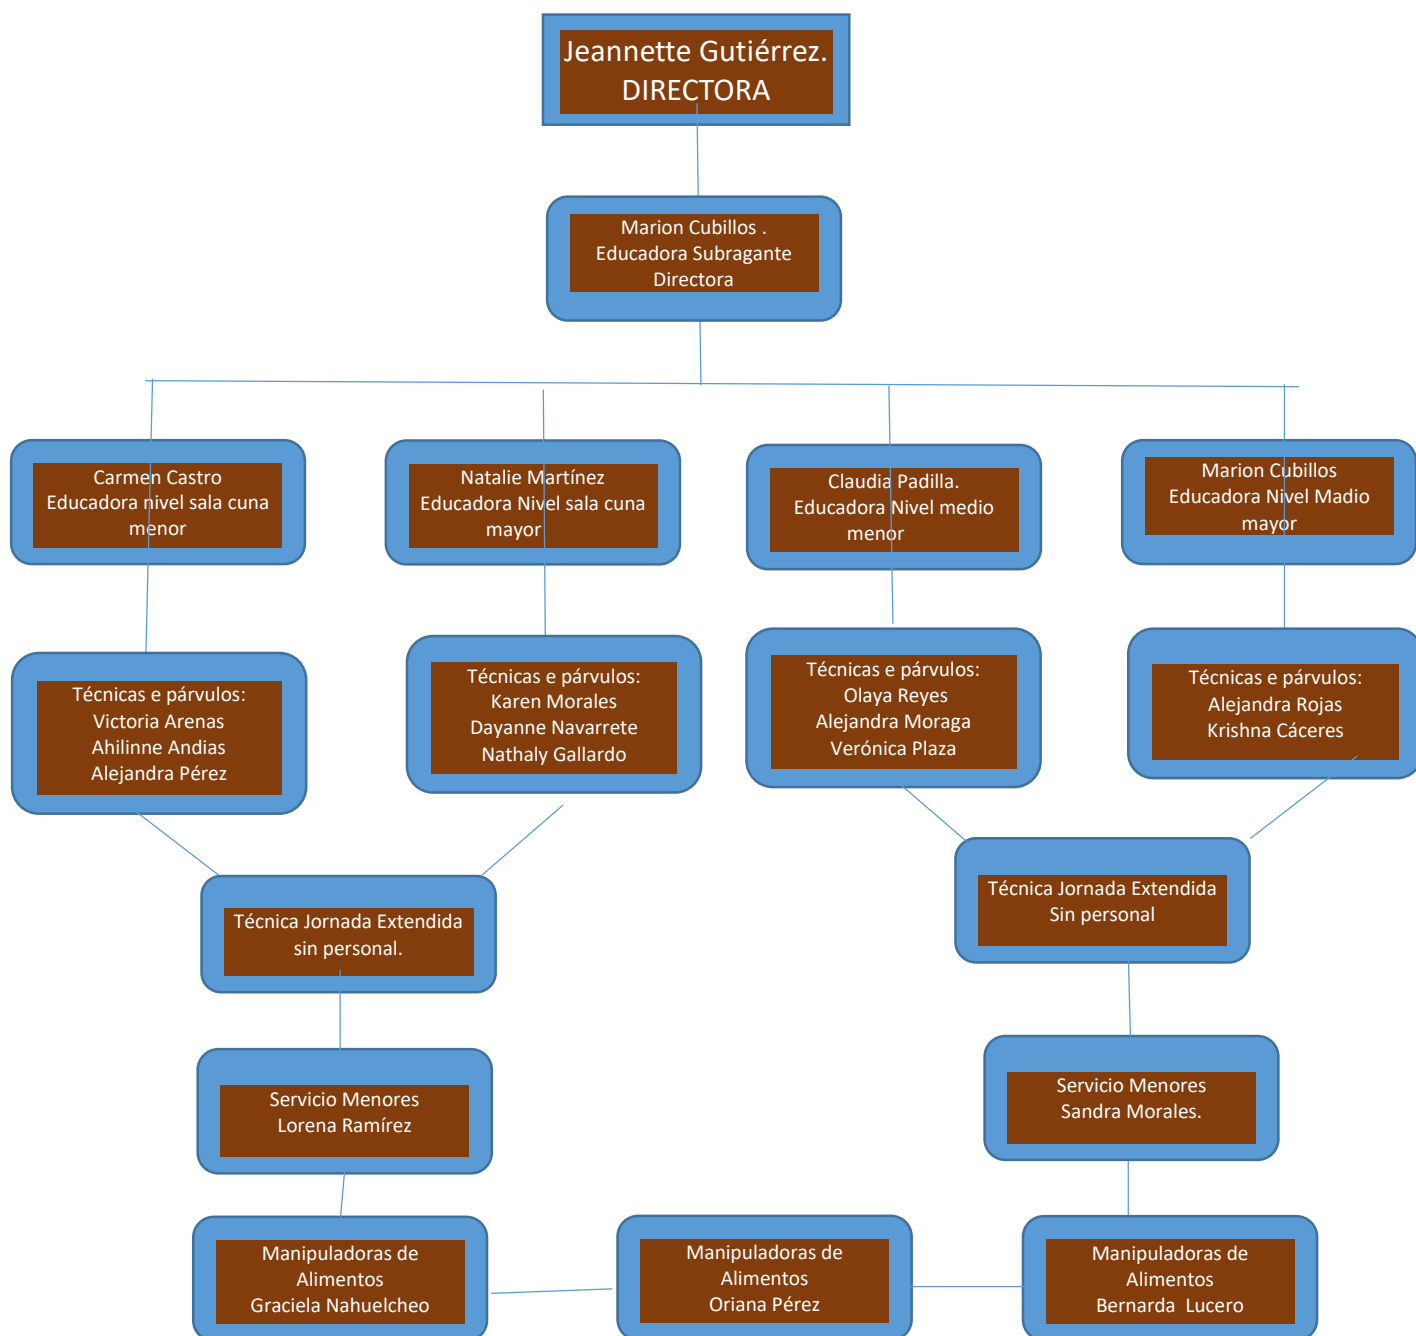 Jeannette Gutiérrez.
DIRECTORA
Marion Cubillos .
Educadora Subragante
Directora
Carmen Castro
Educadora nivel sala cuna
menor
Natalie Martínez
Educadora Nivel sala cuna
mayor
Claudia Padilla.
Educadora Nivel medio
menor
Marion Cubillos
Educadora Nivel Madio
mayor
Técnicas e párvulos:
Victoria Arenas
Ahilinne Andias
Alejandra Pérez
Técnicas e párvulos:
Karen Morales
Dayanne Navarrete
Nathaly Gallardo
Técnicas e párvulos:
Olaya Reyes
Alejandra Moraga
Verónica Plaza
Técnicas e párvulos:
Alejandra Rojas
Krishna Cáceres
Técnica Jornada Extendida
sin personal.
Técnica Jornada Extendida
Sin personal
Servicio Menores
Lorena Ramírez
Servicio Menores
Sandra Morales.
Manipuladoras de
Alimentos
Graciela Nahuelcheo
Manipuladoras de
Alimentos
Oriana Pérez
Manipuladoras de
Alimentos
Bernarda  Lucero